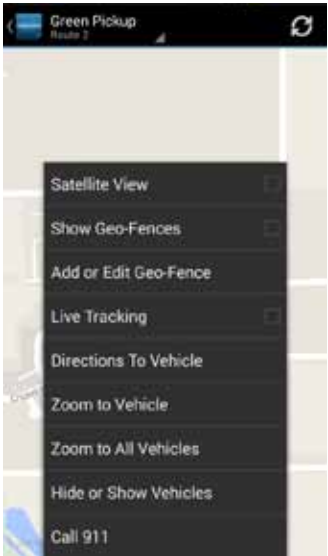 Green Pickup
Route 2
Satellite View
Show Geo-Fences
Add or Edit Geo-Fence
Live Tracking
Directions To Vehicle
Zoom to Vehicle
Zoom to All Vehicles
Hide or Show Vehicles
Call 911